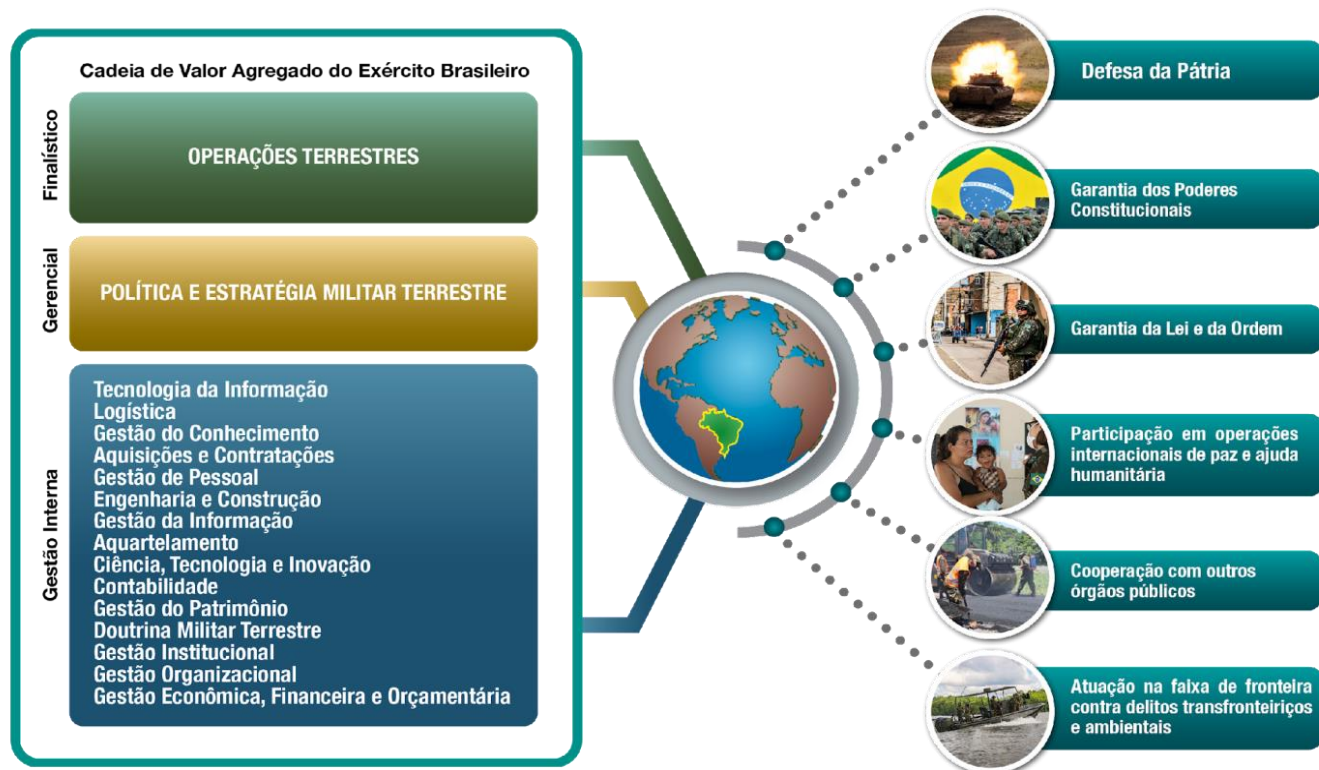 Cadeia de Valor Agregado do Exército Brasileiro
Finalístico
OPERAÇÕES TERRESTRES
Gerencial
POLÍTICA E ESTRATÉGIA MILITAR TERRESTRE
Gestão Interna
Tecnologia da Informação
Logística
Gestão do Conhecimento
Aquisições e Contratações
Gestão de Pessoal
Engenharia e Construção
Gestão da Informação
Aquartelamento
Ciência, Tecnologia e Inovação
Contabilidade
Gestão do Patrimônio
Doutrina Militar Terrestre
Gestão Institucional
Gestão Organizacional
Gestão Econômica, Financeira e Orçamentária
Defesa da Pátria
Garantia dos Poderes
Constitucionais
Garantia da Lei e da Ordem
Participação em operações
internacionais de paz e ajuda
humanitária
Cooperação com outros
órgãos públicos
Atuação na faixa de fronteira
contra delitos transfronteiriços
e ambientais